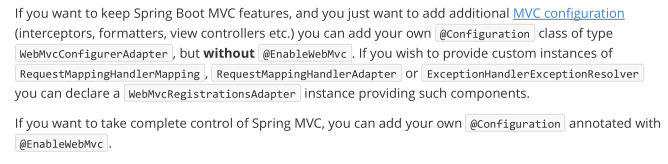 If you want to keep Spring Boot MVC features, and you just want to add additional MVC configuration
(interceptors, formatters, view controllers etc.) you can add your own @Configuration class of type
WebMvcConfigurerAdapter, but without @EnableWebMvc. If you wish to provide custom instances of
RequestMappingHandlerMapping, RequestMappingHandlerAdapter or ExceptionHandlerExceptionResolver
you can declare a WebMvcRegistrationsAdapter instance providing such components.
If you want to take complete control of Spring MVC, you can add your own @Configuration annotated with
@EnableWebMvc.